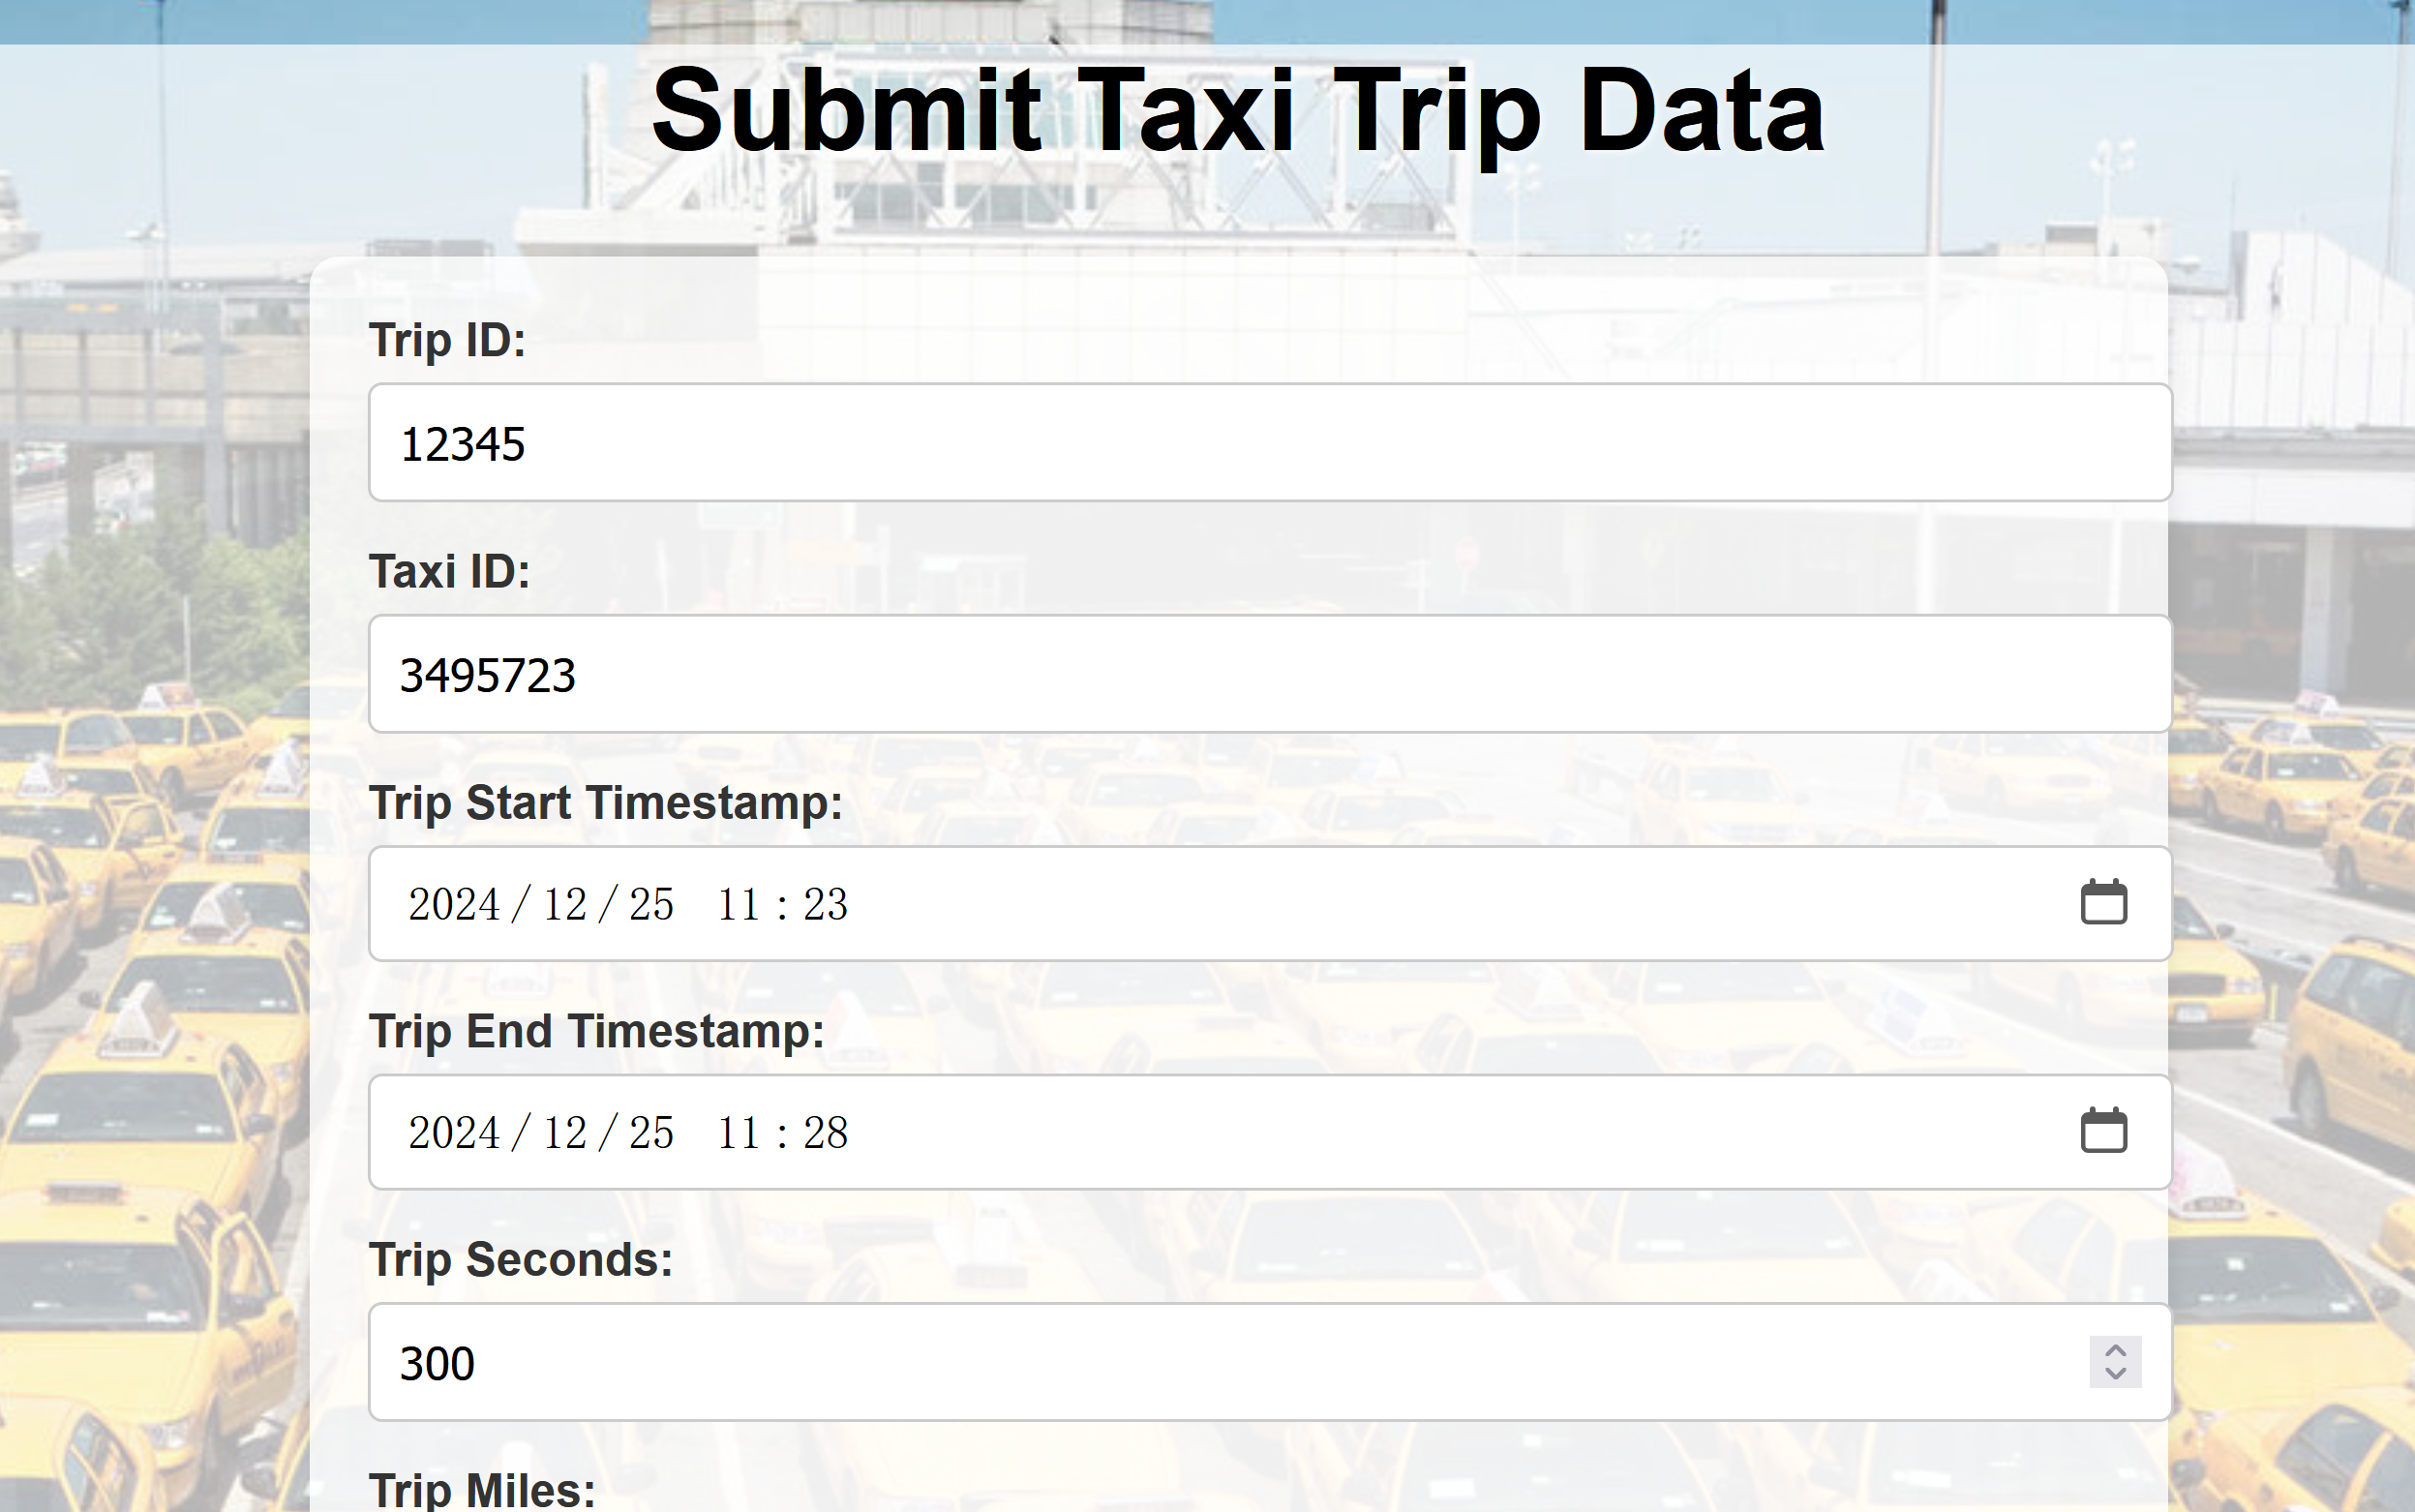 Submit Taxi Trip Data
Trip ID:
12345
Taxi ID:
3495723
Trip Start Timestamp:
2024/12/25 11:23
Trip End Timestamp:
2024/12/25 11:28
Trip Seconds:
300
Trip Miles: